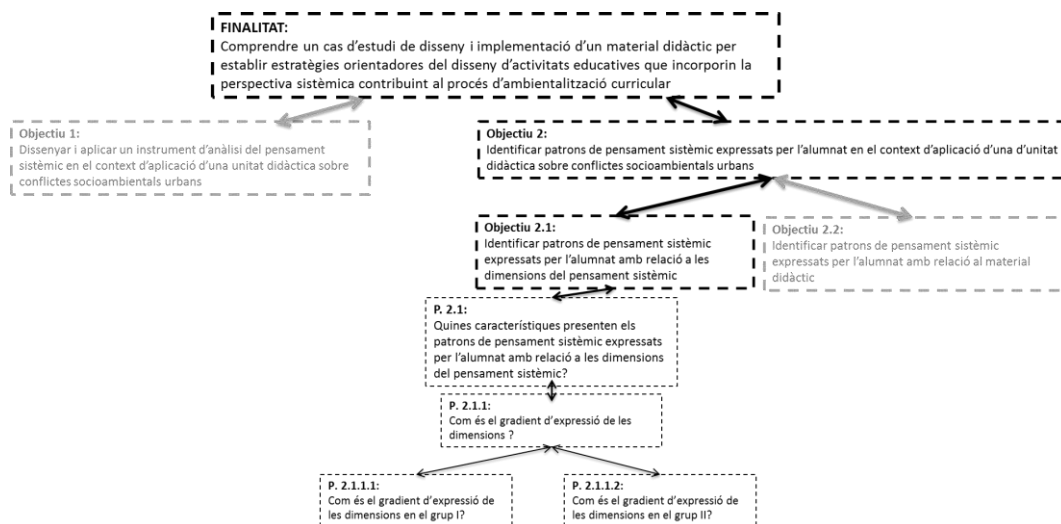 FINALITAT:
Comprendre un cas d'estudi de disseny i implementació d'un material didàctic per
establir estratègies orientadores del disseny d'activitats educatives que incorporin la
perspectiva sistèmica contribuint al procés d'ambientalització curricular
Objectiu 1:
Dissenyar i aplicar un instrument d'anàlisi del pensament
sistèmic en el context d'aplicació d'una unitat didàctica sobre
conflictes socioambientals urbans
Objectiu 2:
Identificar patrons de pensament sistèmic expressats per l'alumnat en el context d'aplicació d'una d'unitat
didàctica sobre conflictes socioambientals urbans
Objectiu 2.1:
Identificar patrons de pensament sistèmic
expressats per l'alumnat amb relació a les
dimensions del pensament sistèmic
Objectiu 2.2:
Identificar patrons de pensament sistèmic
expressats per l'alumnat amb relació al material
didàctic
P. 2.1:
Quines característiques presenten els
patrons de pensament sistèmic expressats
per l'alumnat amb relació a les dimensions
del pensament sistèmic?
P. 2.1.1:
Com és el gradient d'expressió de les
dimensions ?
P. 2.1.1.1:
Com és el gradient d'expressió de
les dimensions en el grup I?
P. 2.1.1.2:
Com és el gradient d'expressió de
les dimensions en el grup II?